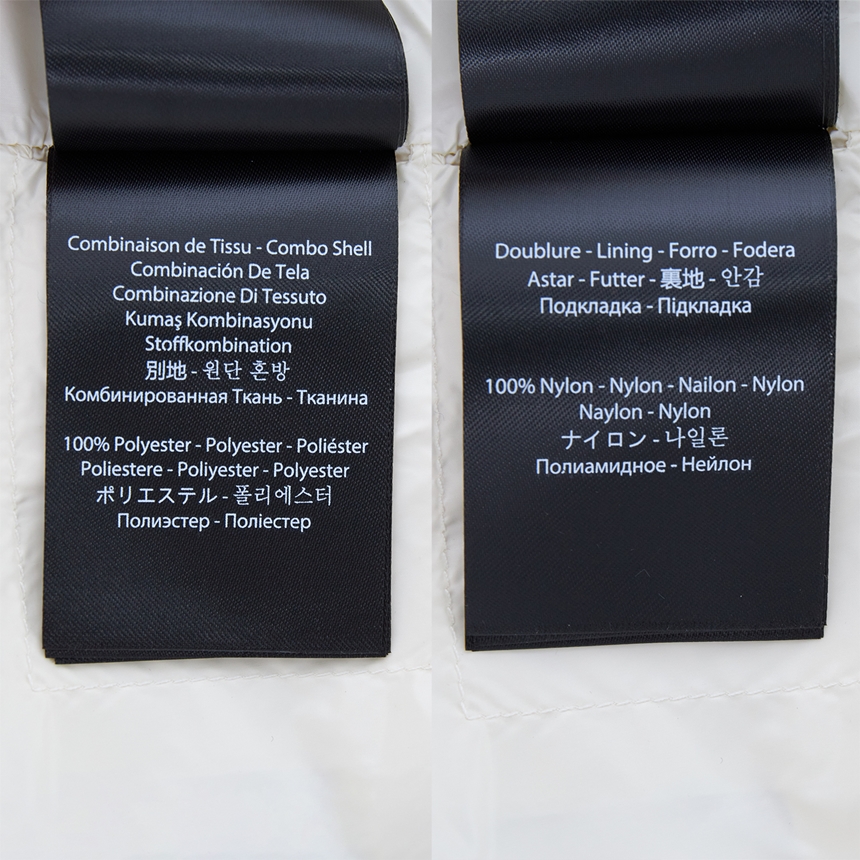 Combinaison de Tissu - Combo Shell
Combinación De Tela
Combinazione Di Tessuto
Kumaş Kombinasyonu
Stoffkombination
別地 - 원단 혼방
Комбинированная Ткань - Тканина
100% Polyester - Polyester - Poliéster
Poliestere - Poliyester - Polyester
ポリエステル - 폴리에스터
Полиэстер - Поліестер
Doublure - Lining - Forro - Fodera
Astar - Futter - 裏地 - 안감
Подкладка - Підкладка
100% Nylon - Nylon - Nailon - Nylon
Naylon - Nylon
ナイロン - 나일론
Полиамидное - Нейлон